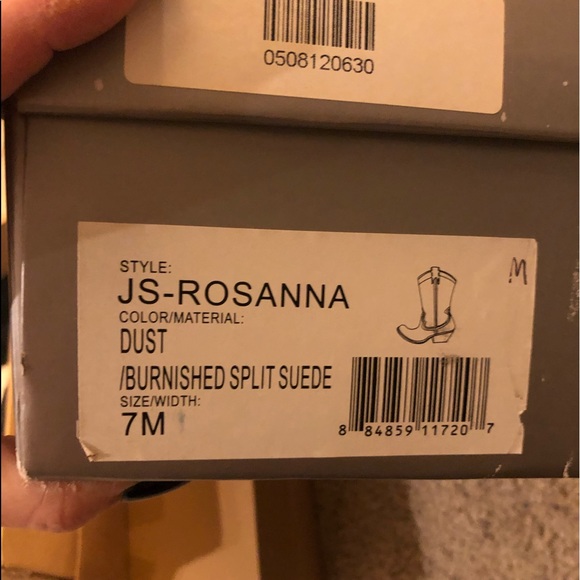 0508120630
STYLE:
JS-ROSANNA
COLOR/MATERIAL:
DUST
/BURNISHED SPLIT SUEDE
SIZE/WIDTH:
7M
M
8 84859 11720 7